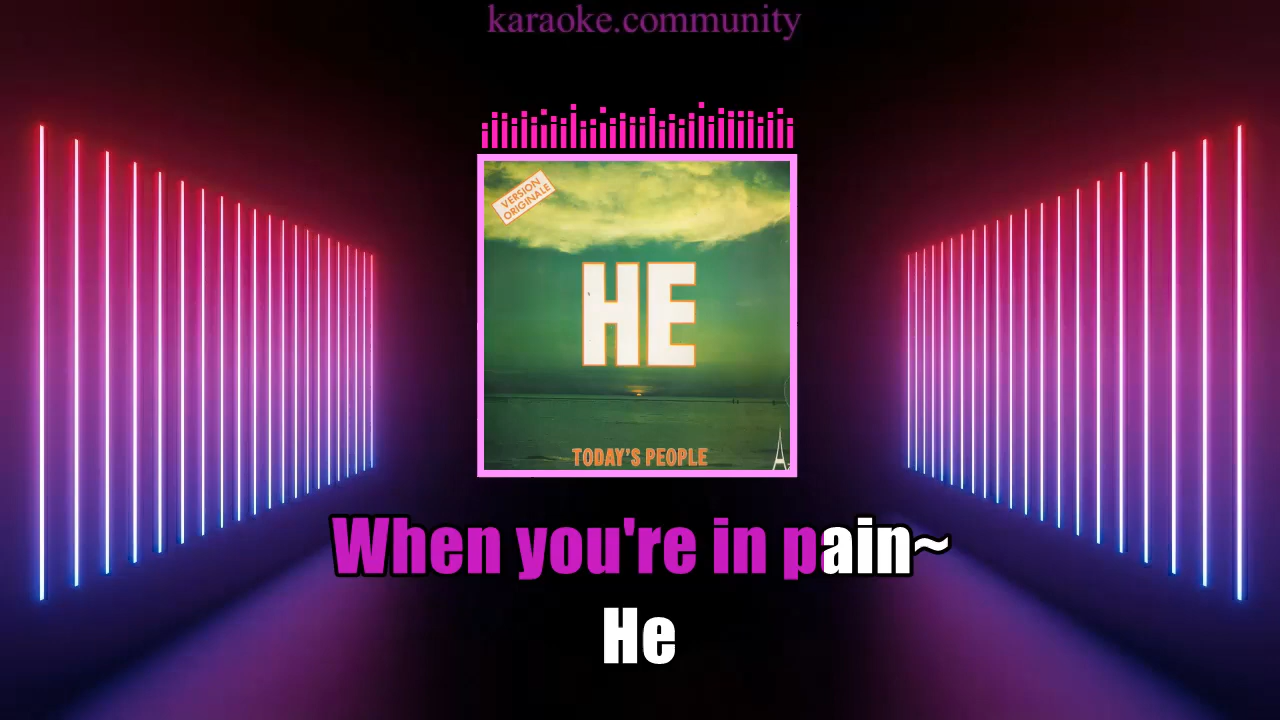 karaoke.community
VERSION
ORIGINALE
HE
TODAY'S PEOPLE
When you're in pain~
He